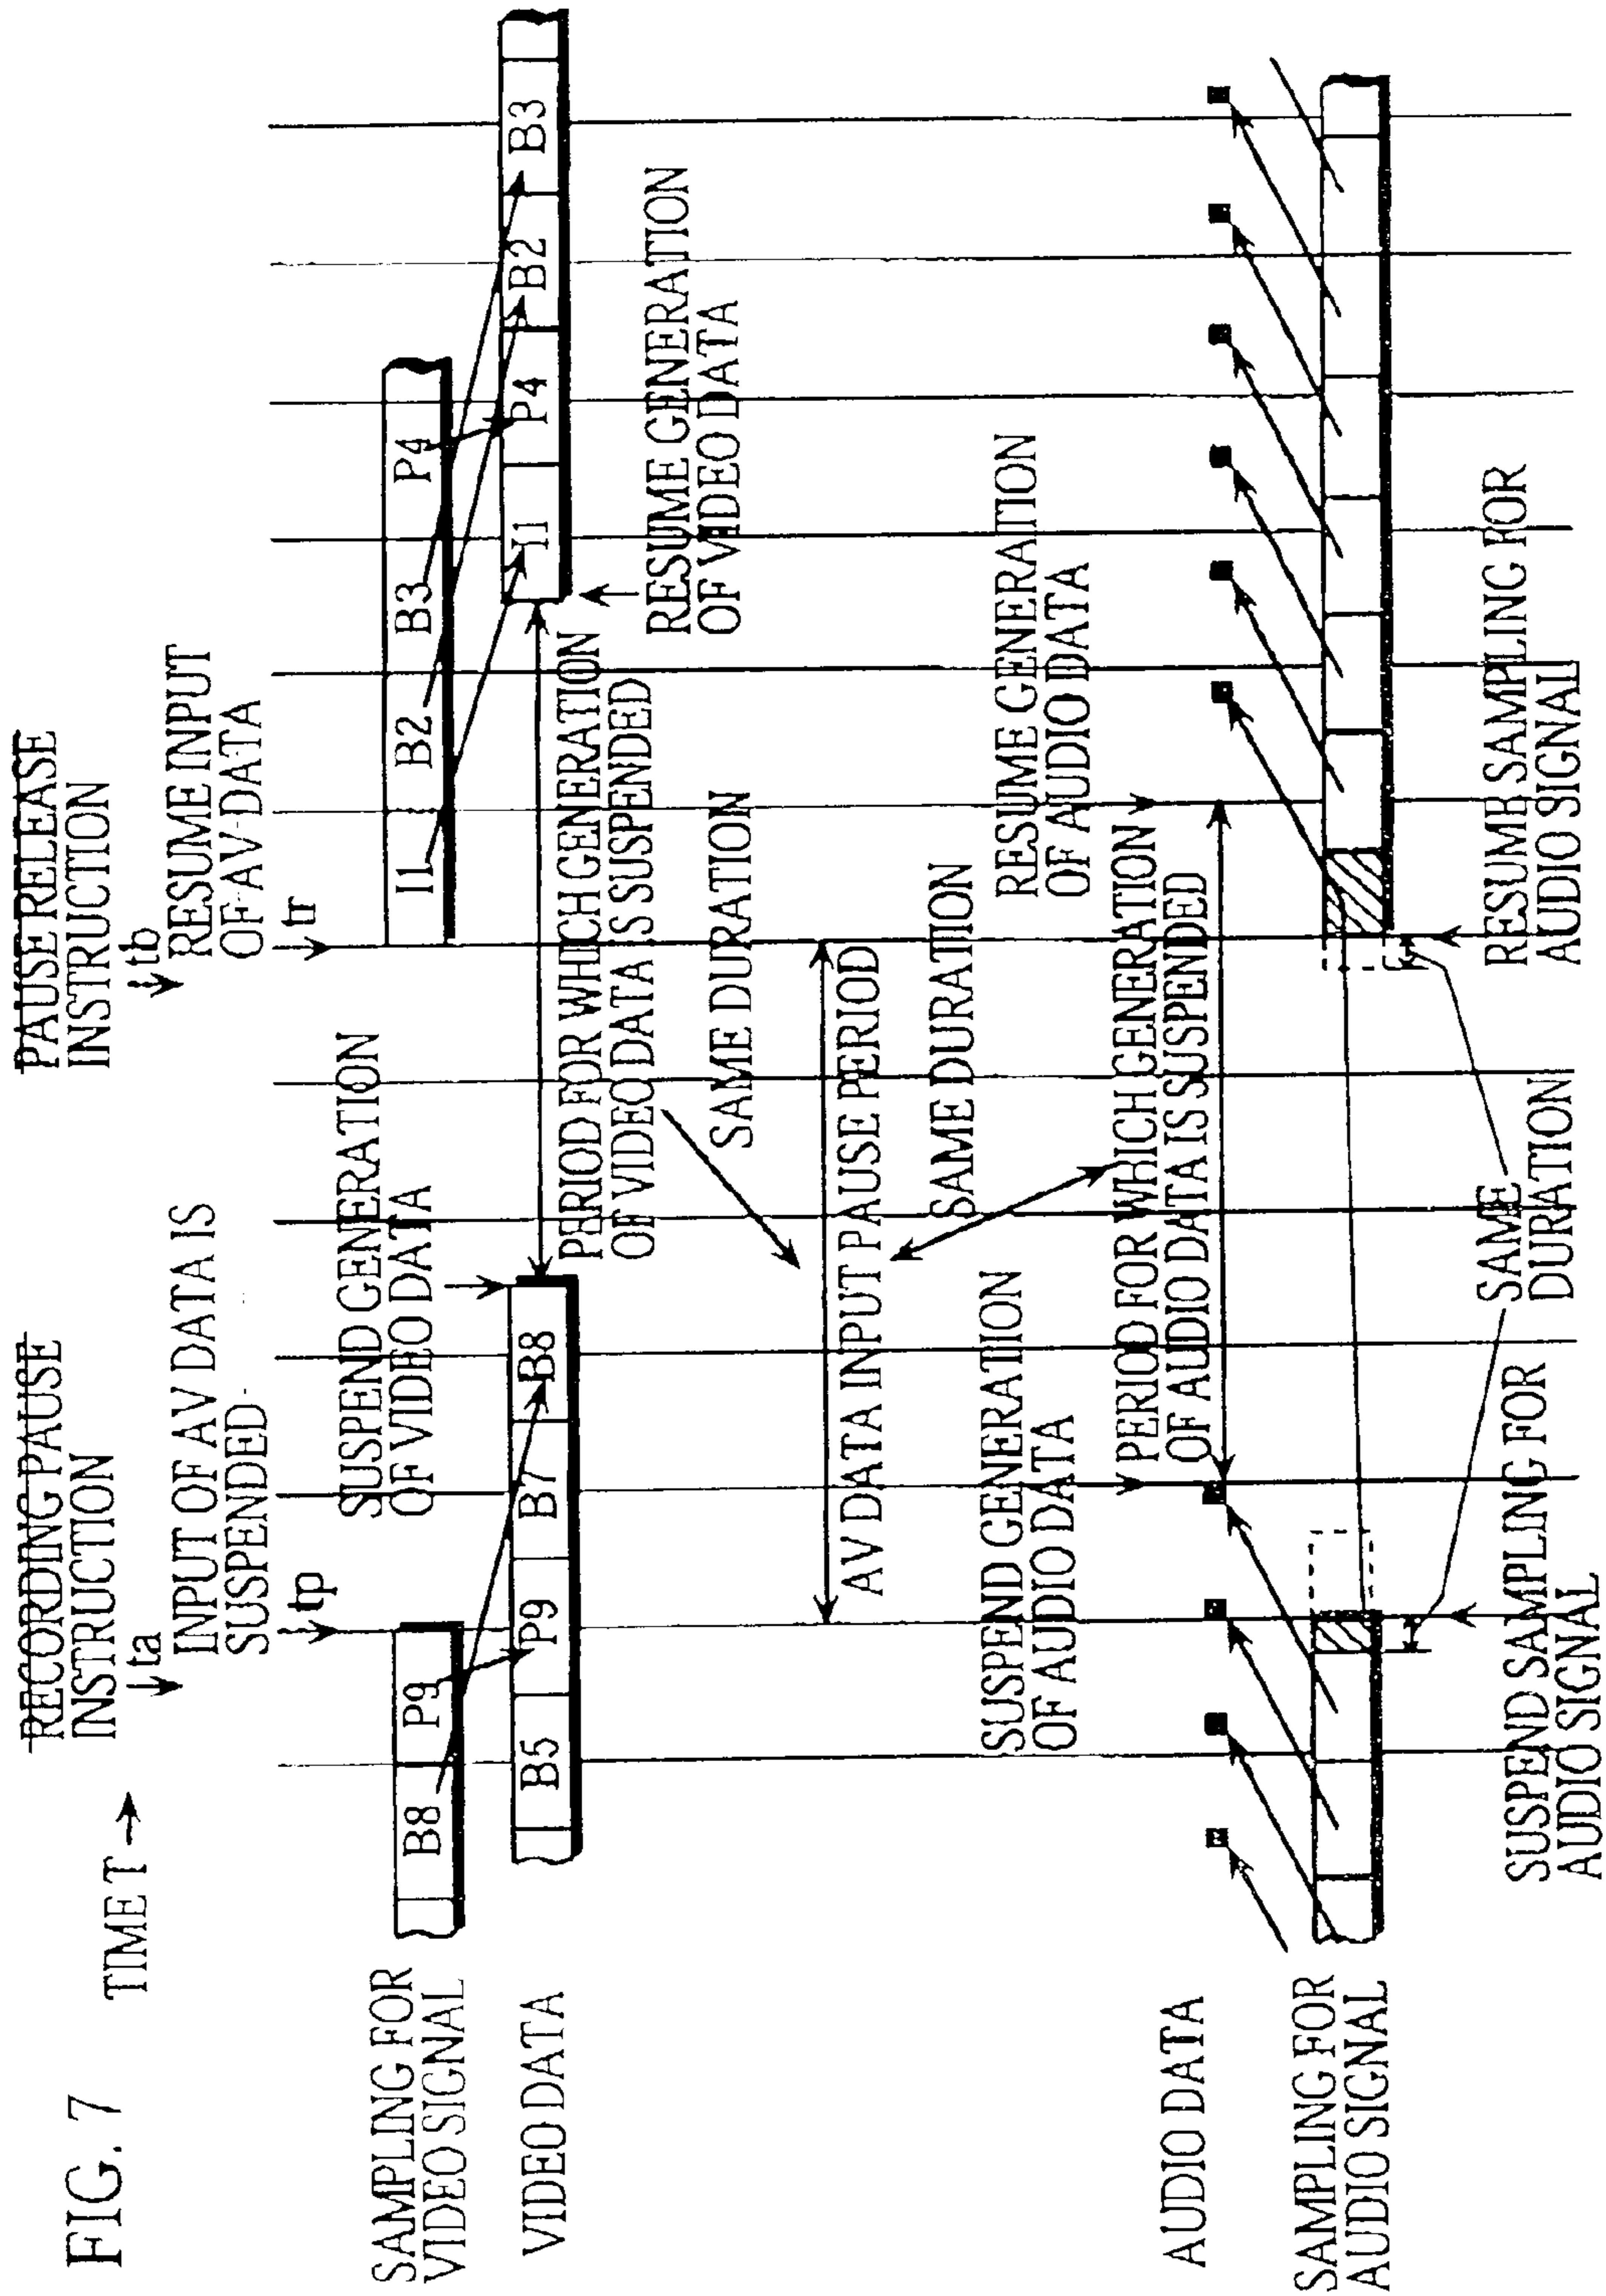 FIG. 7
TIME T →
RECORDING PAUSE
INSTRUCTION
↓ta
INPUT OF AV DATA IS
SUSPENDED
tp
PAUSE RELEASE
INSTRUCTION
↓tb
RESUME INPUT
OF AV DATA
tr
SAMPLING FOR
VIDEO SIGNAL
B8 P9
I1 B2 B3 P4
SUSPEND GENERATION
OF VIDEO DATA
VIDEO DATA
B5 P9 B7 B8
I1 P4 B2 B3
PERIOD FOR WHICH GENERATION
OF VIDEO DATA IS SUSPENDED
RESUME GENERATION
OF VIDEO DATA
SAME DURATION
AV DATA INPUT PAUSE PERIOD
SAME DURATION
SUSPEND GENERATION
OF AUDIO DATA
RESUME GENERATION
OF AUDIO DATA
PERIOD FOR WHICH GENERATION
OF AUDIO DATA IS SUSPENDED
AUDIO DATA
SAMPLING FOR
AUDIO SIGNAL
SAME
DURATION
SUSPEND SAMPLING FOR
AUDIO SIGNAL
RESUME SAMPLING FOR
AUDIO SIGNAL